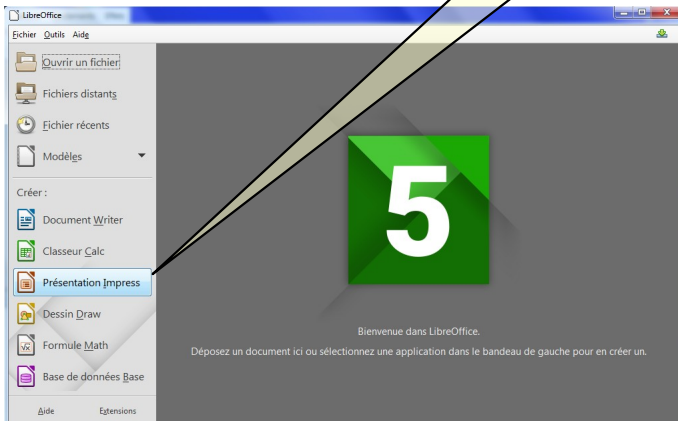 LibreOffice
Fichier Outils Aide
Ouvrir un fichier
Fichiers distants
Fichier récents
Modèles
Créer :
Document Writer
Classeur Calc
Présentation Impress
Dessin Draw
Formule Math
Base de données Base
Aide Extensions
5
Bienvenue dans LibreOffice.
Déposez un document ici ou sélectionnez une application dans le bandeau de gauche pour en créer un.